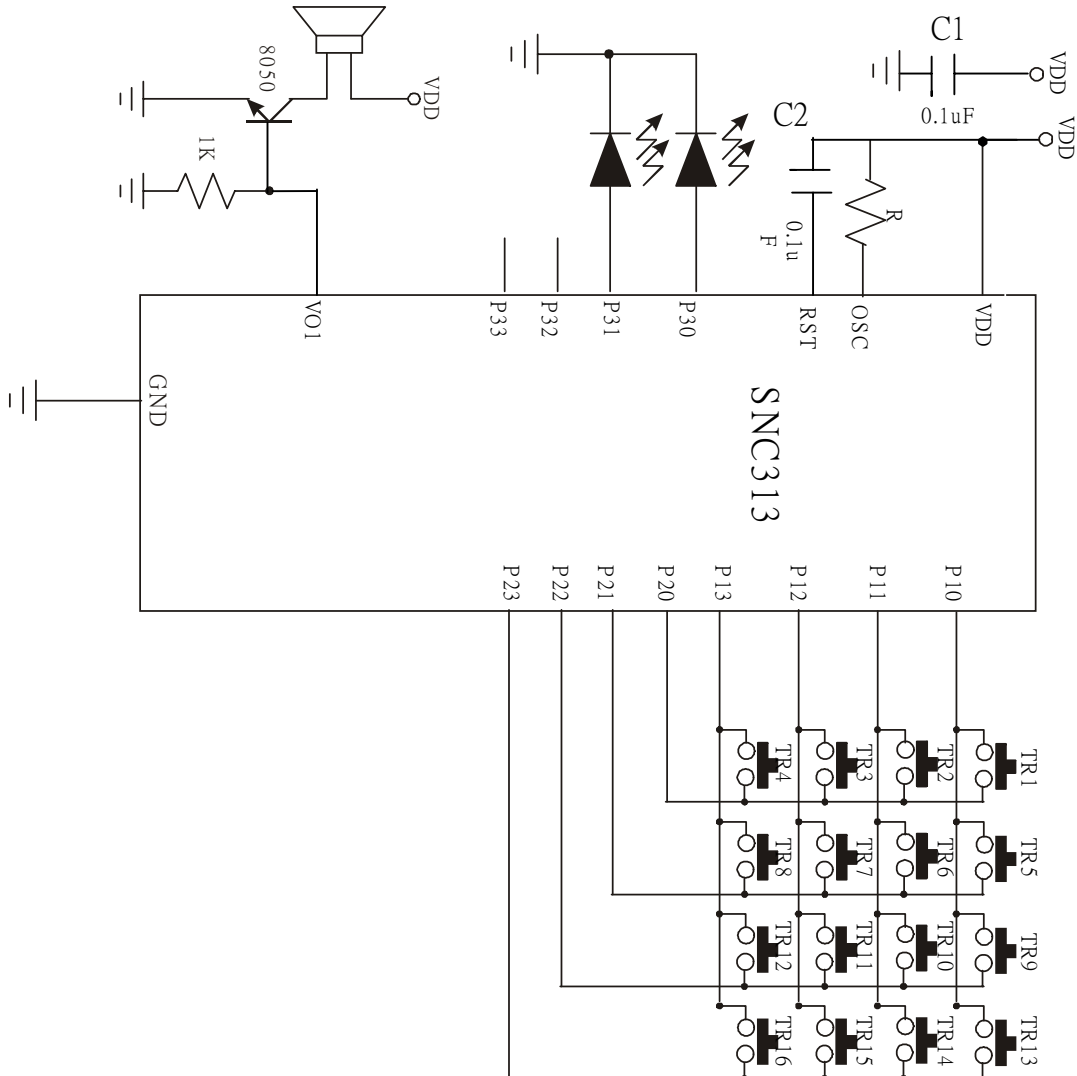 C1
VDD
0.1uF
VDD
C2
VDD
8050
1K
R
0.1u
F
VO1
P33
P32
P31
P30
RST
OSC
VDD
GND
SNC313
P23
P22
P21
P20
P13
P12
P11
P10
TR4
TR3
TR2
TR1
TR8
TR7
TR6
TR5
TR12
TR11
TR10
TR9
TR16
TR15
TR14
TR13